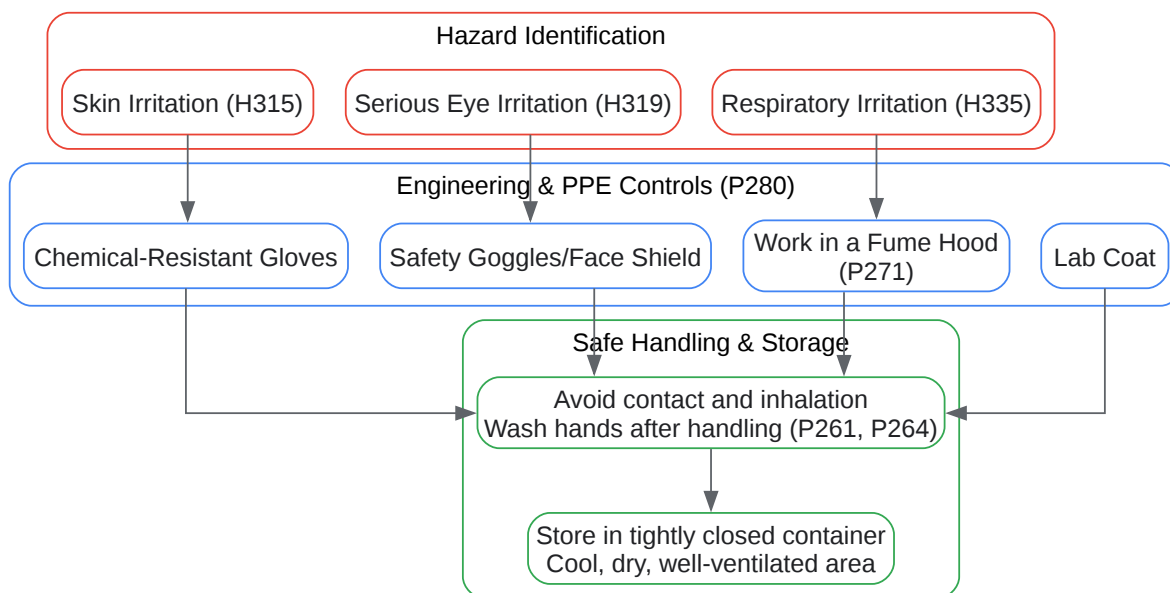 Hazard Identification
Skin Irritation (H315)
Serious Eye Irritation (H319)
Respiratory Irritation (H335)
Engineering & PPE Controls (P280)
Chemical-Resistant Gloves
Safety Goggles/Face Shield
Work in a Fume Hood
(P271)
Lab Coat
Safe Handling & Storage
Avoid contact and inhalation
Wash hands after handling (P261, P264)
Store in tightly closed container
Cool, dry, well-ventilated area